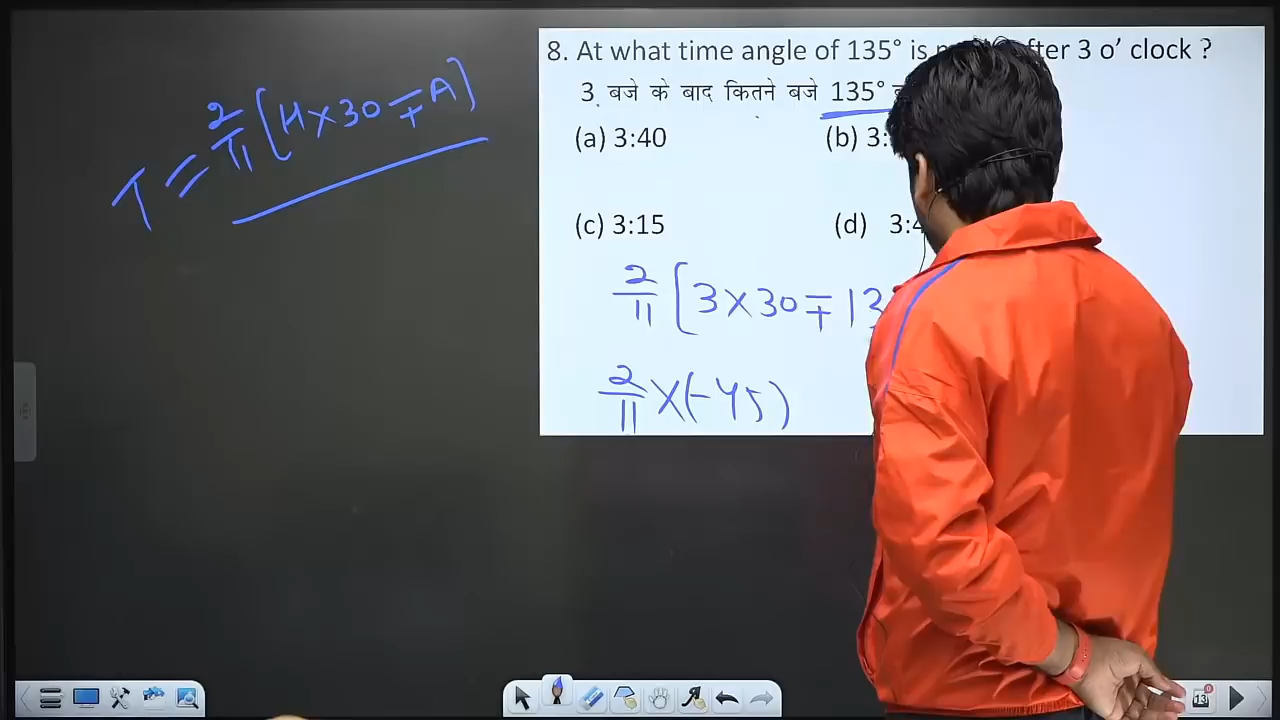 T = 2/11 [H×30 ∓ A]
8. At what time angle of 135° is after 3 o' clock ?
3 बजे के बाद कितने बजे 135°
(a) 3:40
(b) 3:
(c) 3:15
(d) 3:4
2/11 [3×30 ∓ 13
2/11 ×(-45)
13